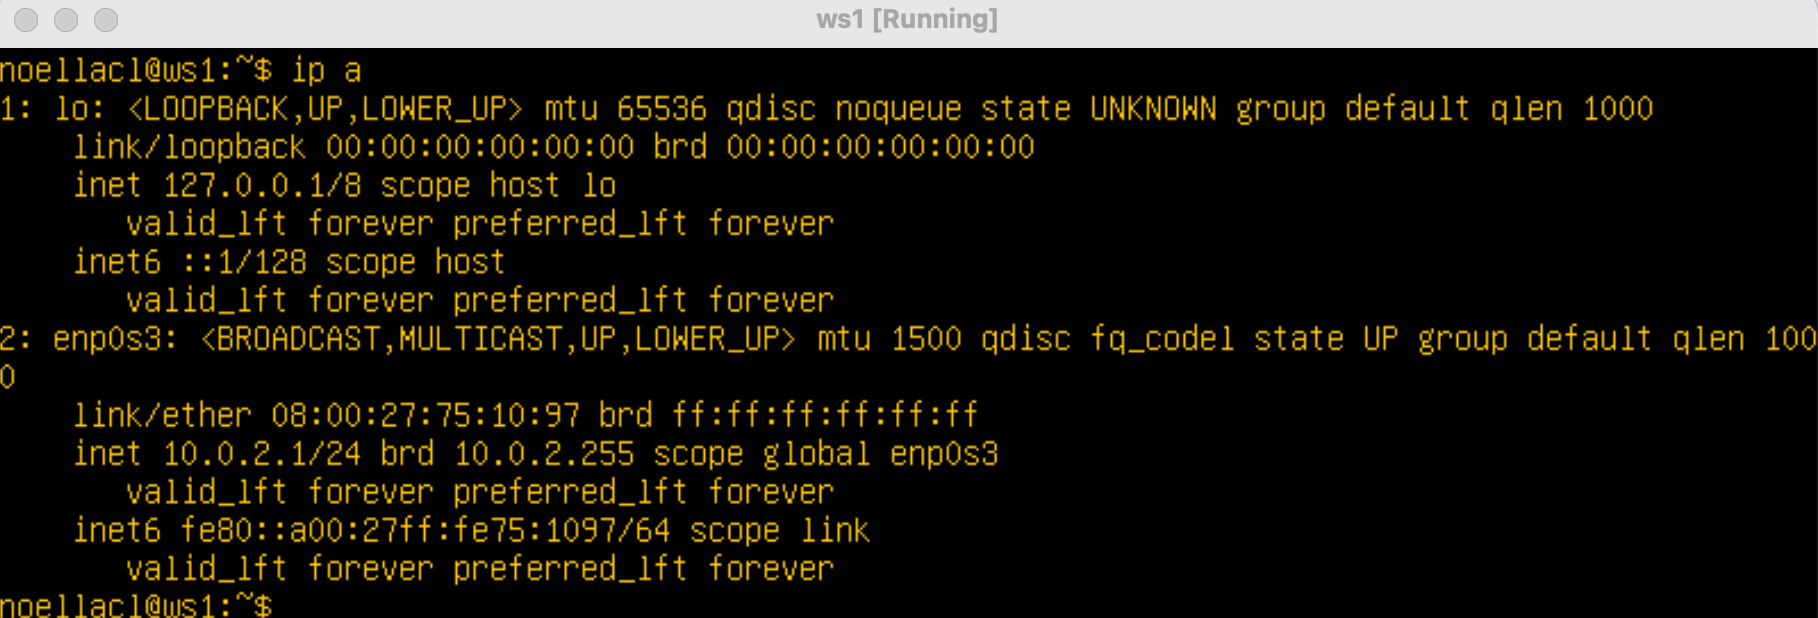 ws1 [Running]
noellacl@ws1:~$ ip a
1: lo: <LOOPBACK,UP,LOWER_UP> mtu 65536 qdisc noqueue state UNKNOWN group default qlen 1000
link/loopback 00:00:00:00:00:00 brd 00:00:00:00:00:00
inet 127.0.0.1/8 scope host lo
valid_lft forever preferred_lft forever
inet6 ::1/128 scope host
valid_lft forever preferred_lft forever
2: enp0s3: <BROADCAST,MULTICAST,UP,LOWER_UP> mtu 1500 qdisc fq_codel state UP group default qlen 100
0
link/ether 08:00:27:75:10:97 brd ff:ff:ff:ff:ff:ff
inet 10.0.2.1/24 brd 10.0.2.255 scope global enp0s3
valid_lft forever preferred_lft forever
inet6 fe80::a00:27ff:fe75:1097/64 scope link
valid_lft forever preferred_lft forever
noellacl@ws1:~$